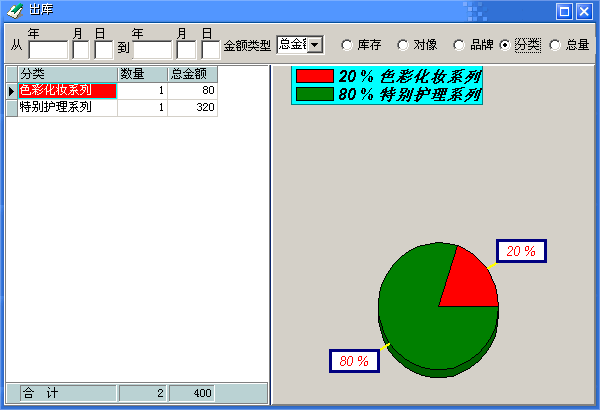 出库
年 月 日 年 月 日
从 到 金额类型 总金额 库存 对像 品牌 分类 总量
分类 数量 总金额
色彩化妆系列 1 80
特别护理系列 1 320
合 计 2 400
20 % 色彩化妆系列
80 % 特别护理系列
20 %
80 %